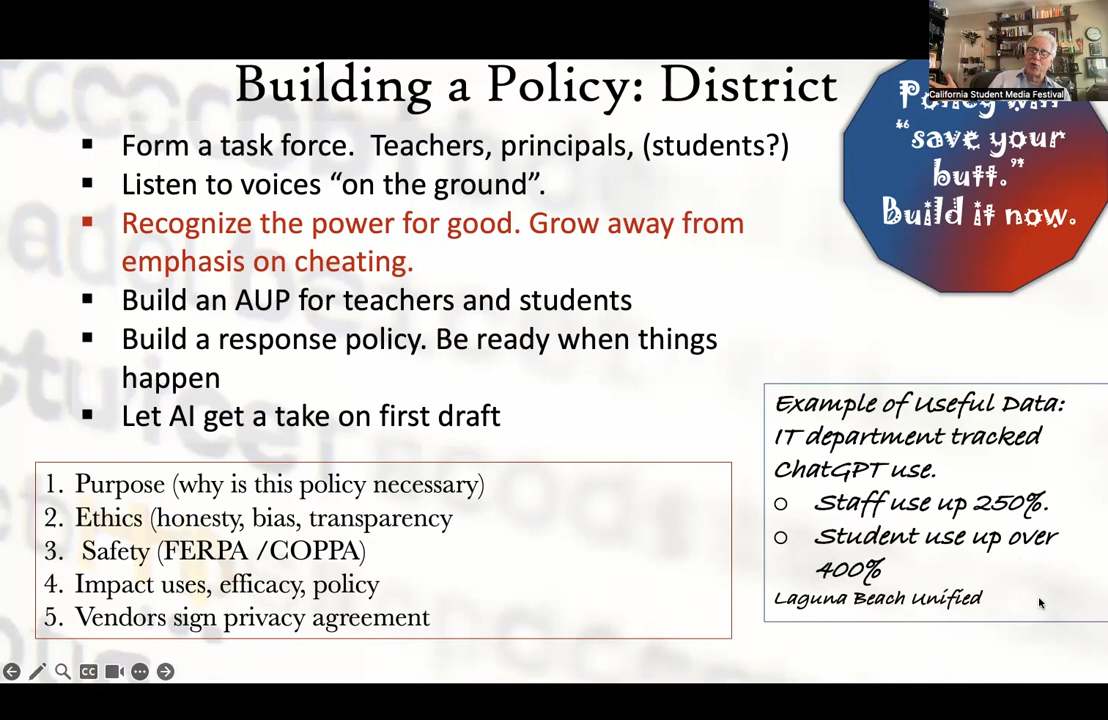 Building a Policy: District
Form a task force.  Teachers, principals, (students?)
Listen to voices “on the ground”.
Recognize the power for good. Grow away from
emphasis on cheating.
Build an AUP for teachers and students
Build a response policy. Be ready when things
happen
Let AI get a take on first draft
1. Purpose (why is this policy necessary)
2. Ethics (honesty, bias, transparency
3. Safety (FERPA /COPPA)
4. Impact uses, efficacy, policy
5. Vendors sign privacy agreement
California Student Media Festival
Policy will
“save your
butt.”
Build it now.
Example of Useful Data:
IT department tracked
ChatGPT use.
Staff use up 250%.
Student use up over
400%
Laguna Beach Unified
CC